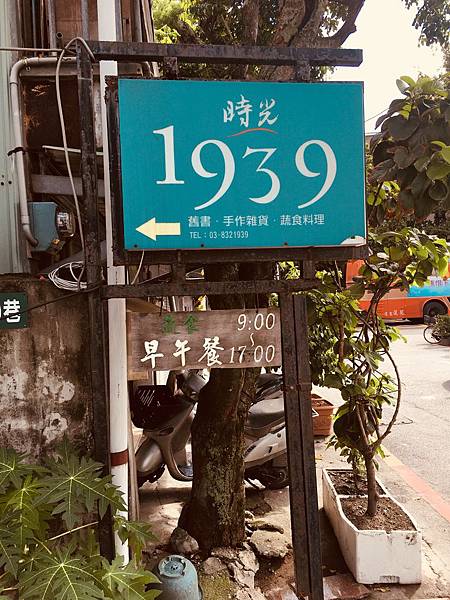 時光
1939
舊書．手作雜貨．蔬食料理
TEL：03-8321939
巷
素食
9:00
～
早午餐 17:00